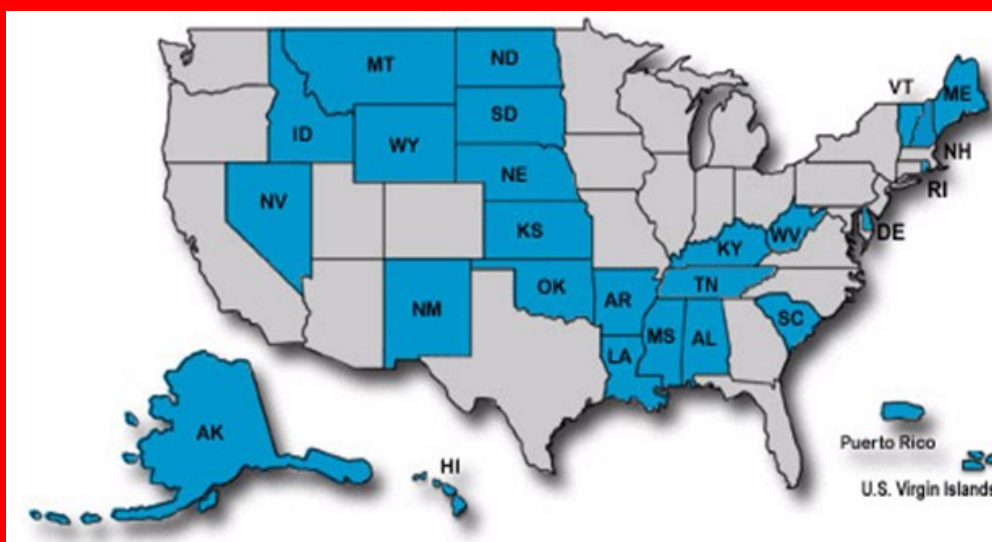 MT
ND
VT
ME
ID
SD
WY
NH
NE
RI
NV
KS
DE
WV
KY
TN
OK
AR
NM
SC
MS
AL
LA
AK
Puerto Rico
HI
U.S. Virgin Islands